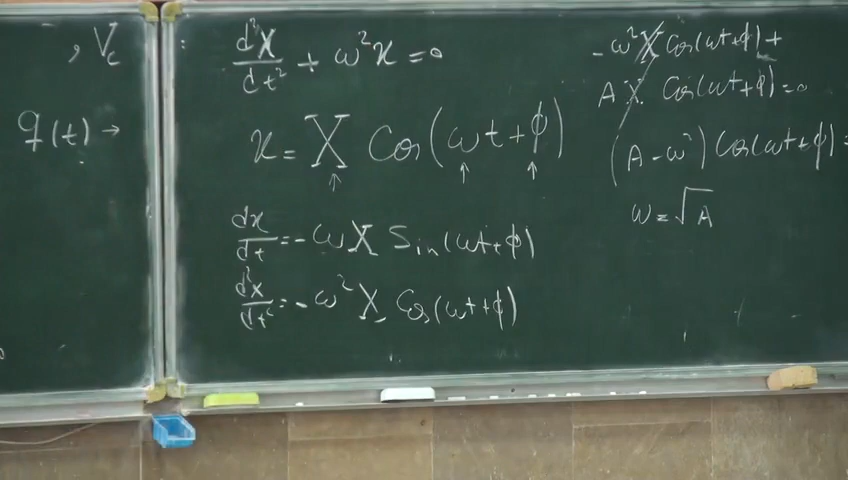 , V_c
q(t) →
d²x/dt² + ω²x = 0
x = X Cos(ωt+ϕ)
↑ ↑ ↑
dx/dt = -ωX Sin(ωt+ϕ)
d²x/dt² = -ω²X Cos(ωt+ϕ)
-ω²X Cos(ωt+ϕ)+
AX Cos(ωt+ϕ)=0
(A-ω²)Cos(ωt+ϕ)=
ω=√A